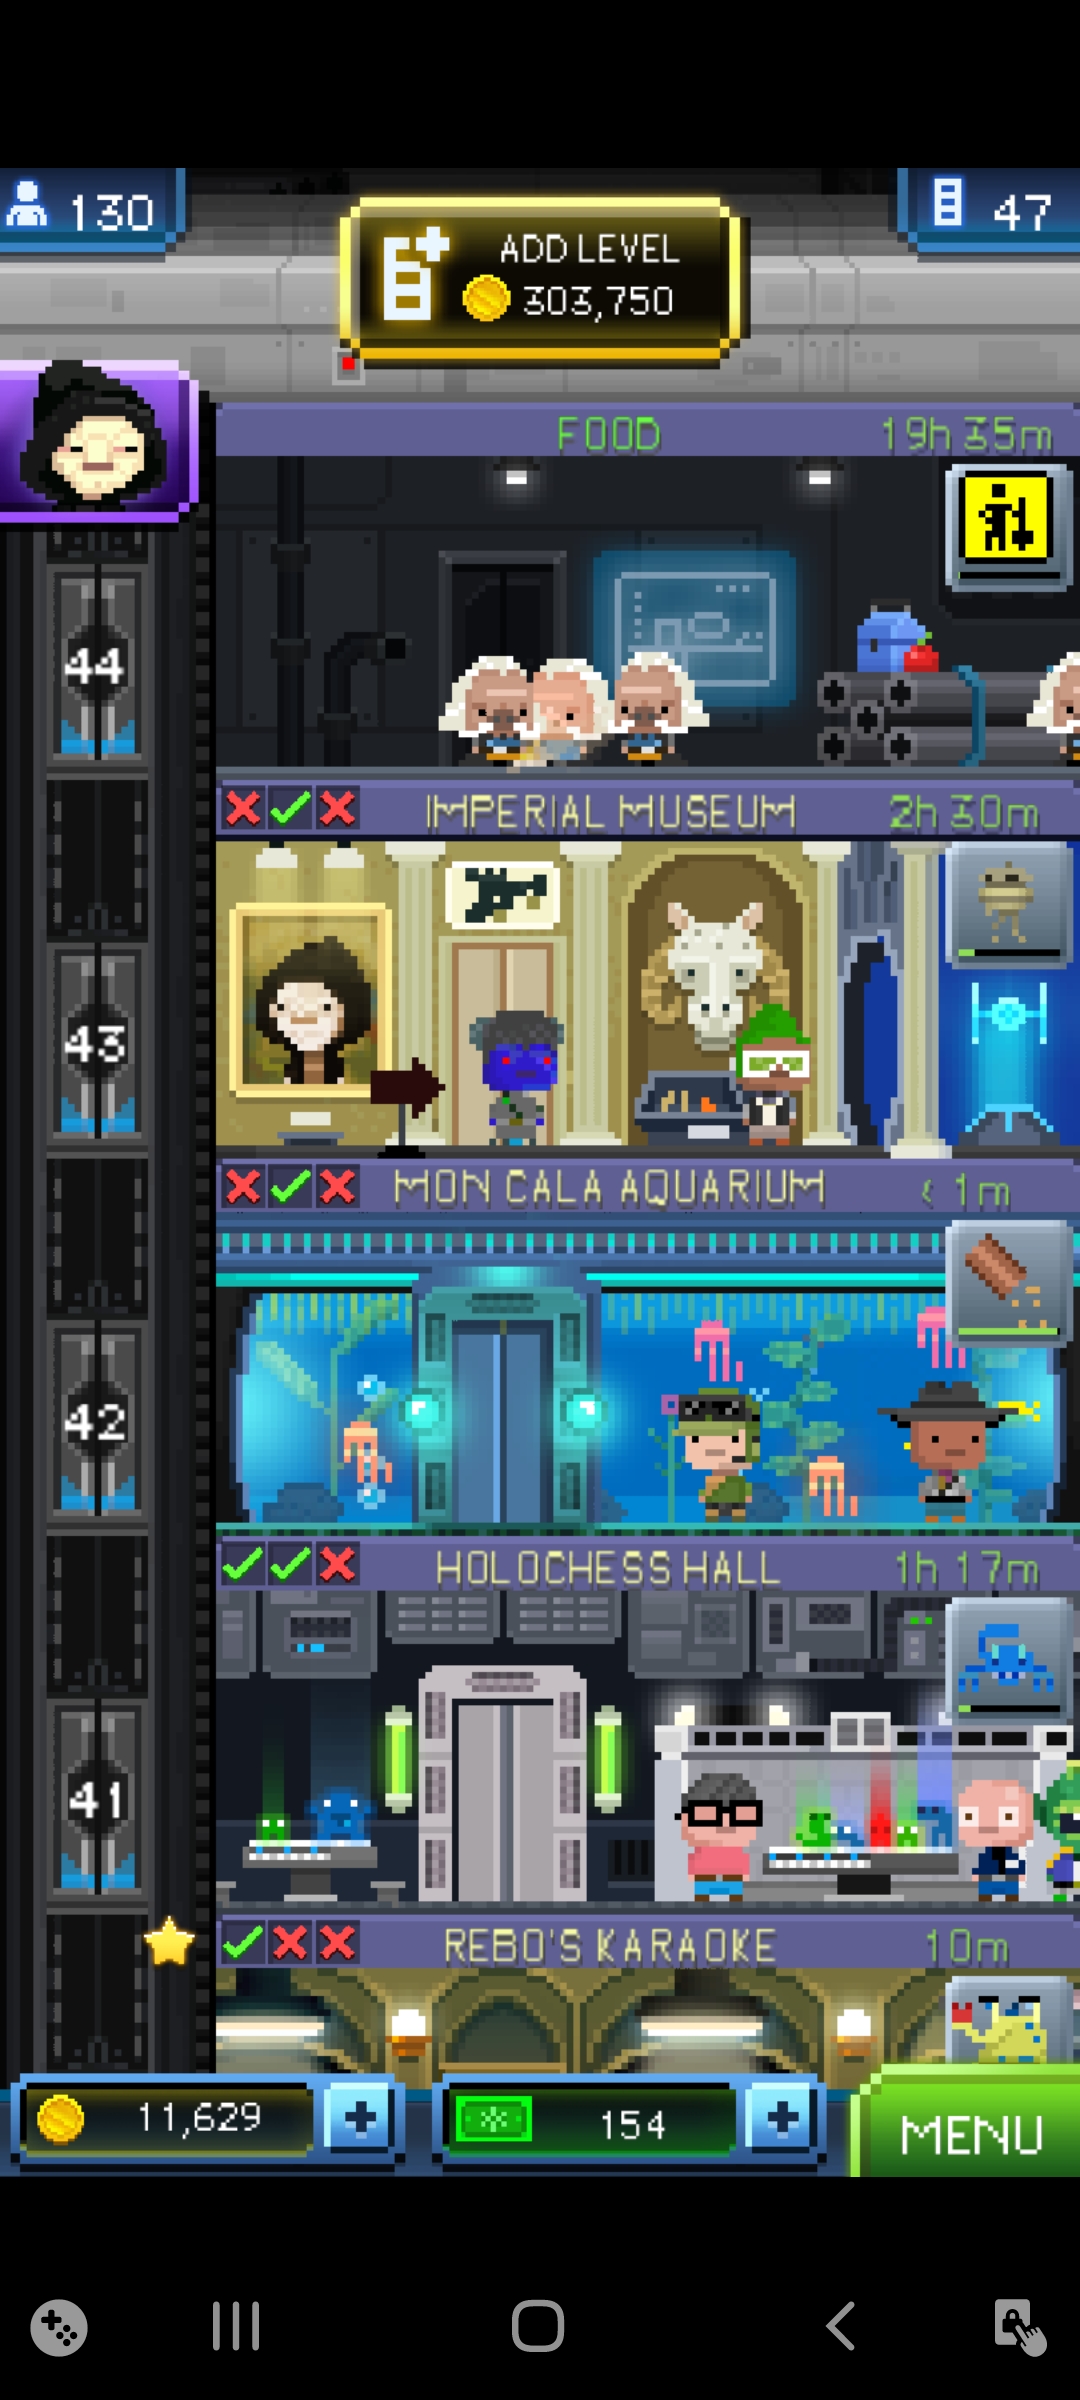 130
ADD LEVEL
303,750
47
FOOD 19h 35m
44
IMPERIAL MUSEUM 2h 30m
43
MON CALA AQUARIUM < 1m
42
HOLOCHESS HALL 1h 17m
41
REBO'S KARAOKE 10m
11,629
154
MENU